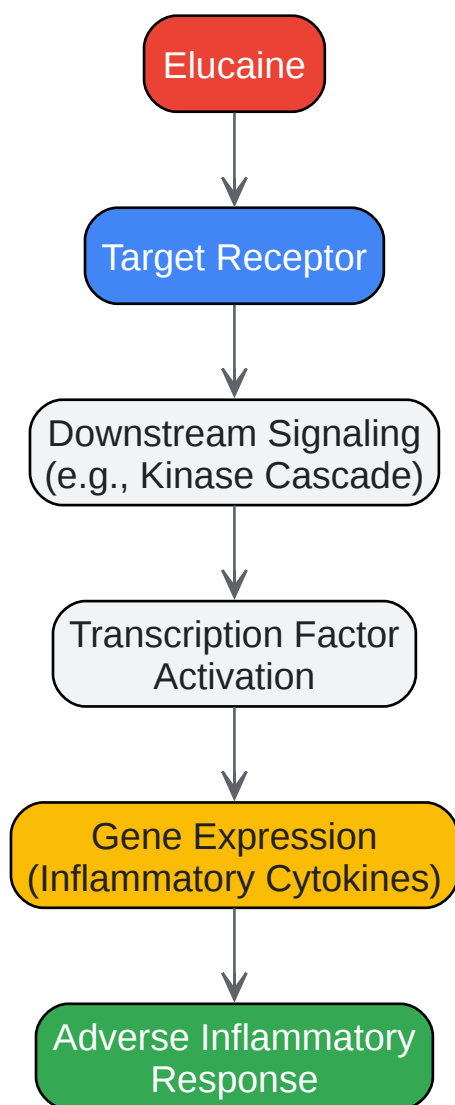 Elucaine
Target Receptor
Downstream Signaling
(e.g., Kinase Cascade)
Transcription Factor
Activation
Gene Expression
(Inflammatory Cytokines)
Adverse Inflammatory
Response